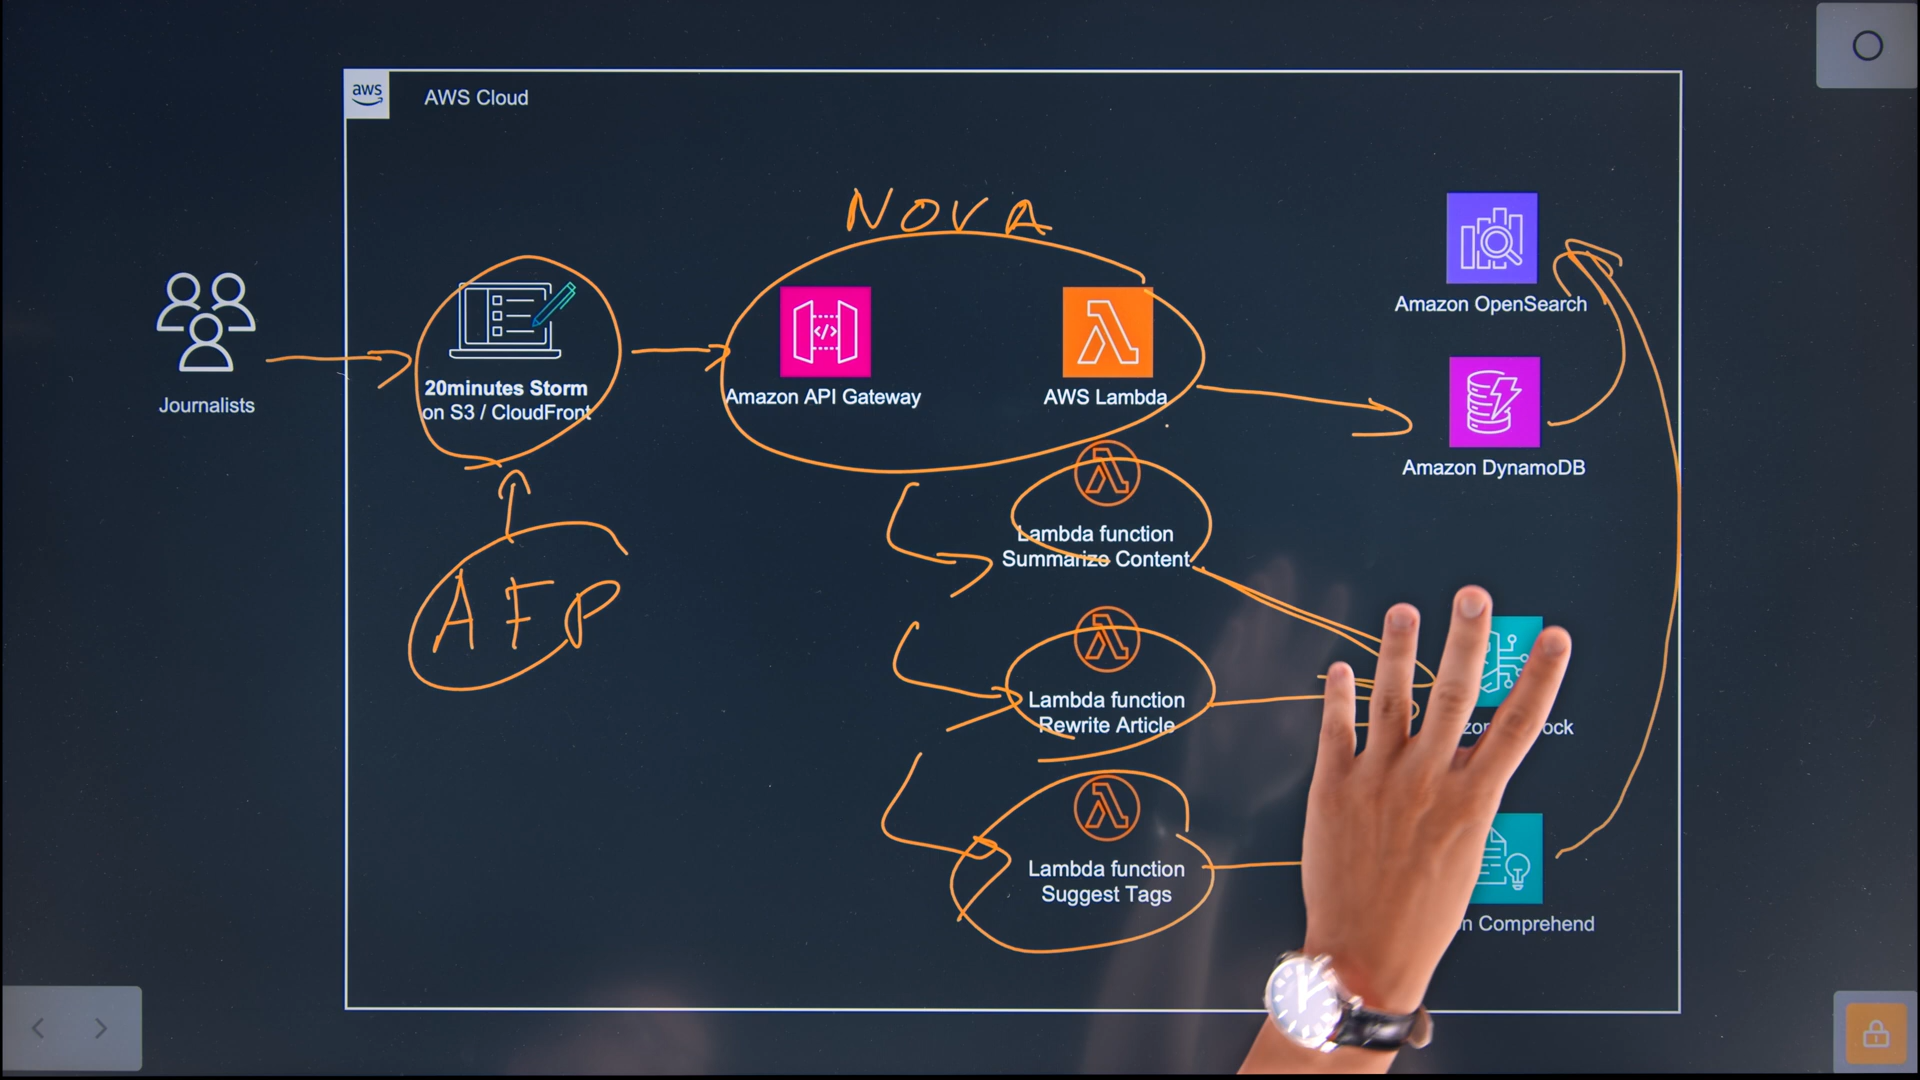 aws
AWS Cloud
NOVA
Amazon OpenSearch
Journalists
20minutes Storm
on S3 / CloudFront
Amazon API Gateway
AWS Lambda
Amazon DynamoDB
Lambda function
Summarize Content
AFP
Lambda function
Rewrite Article
Lambda function
Suggest Tags
Comprehend